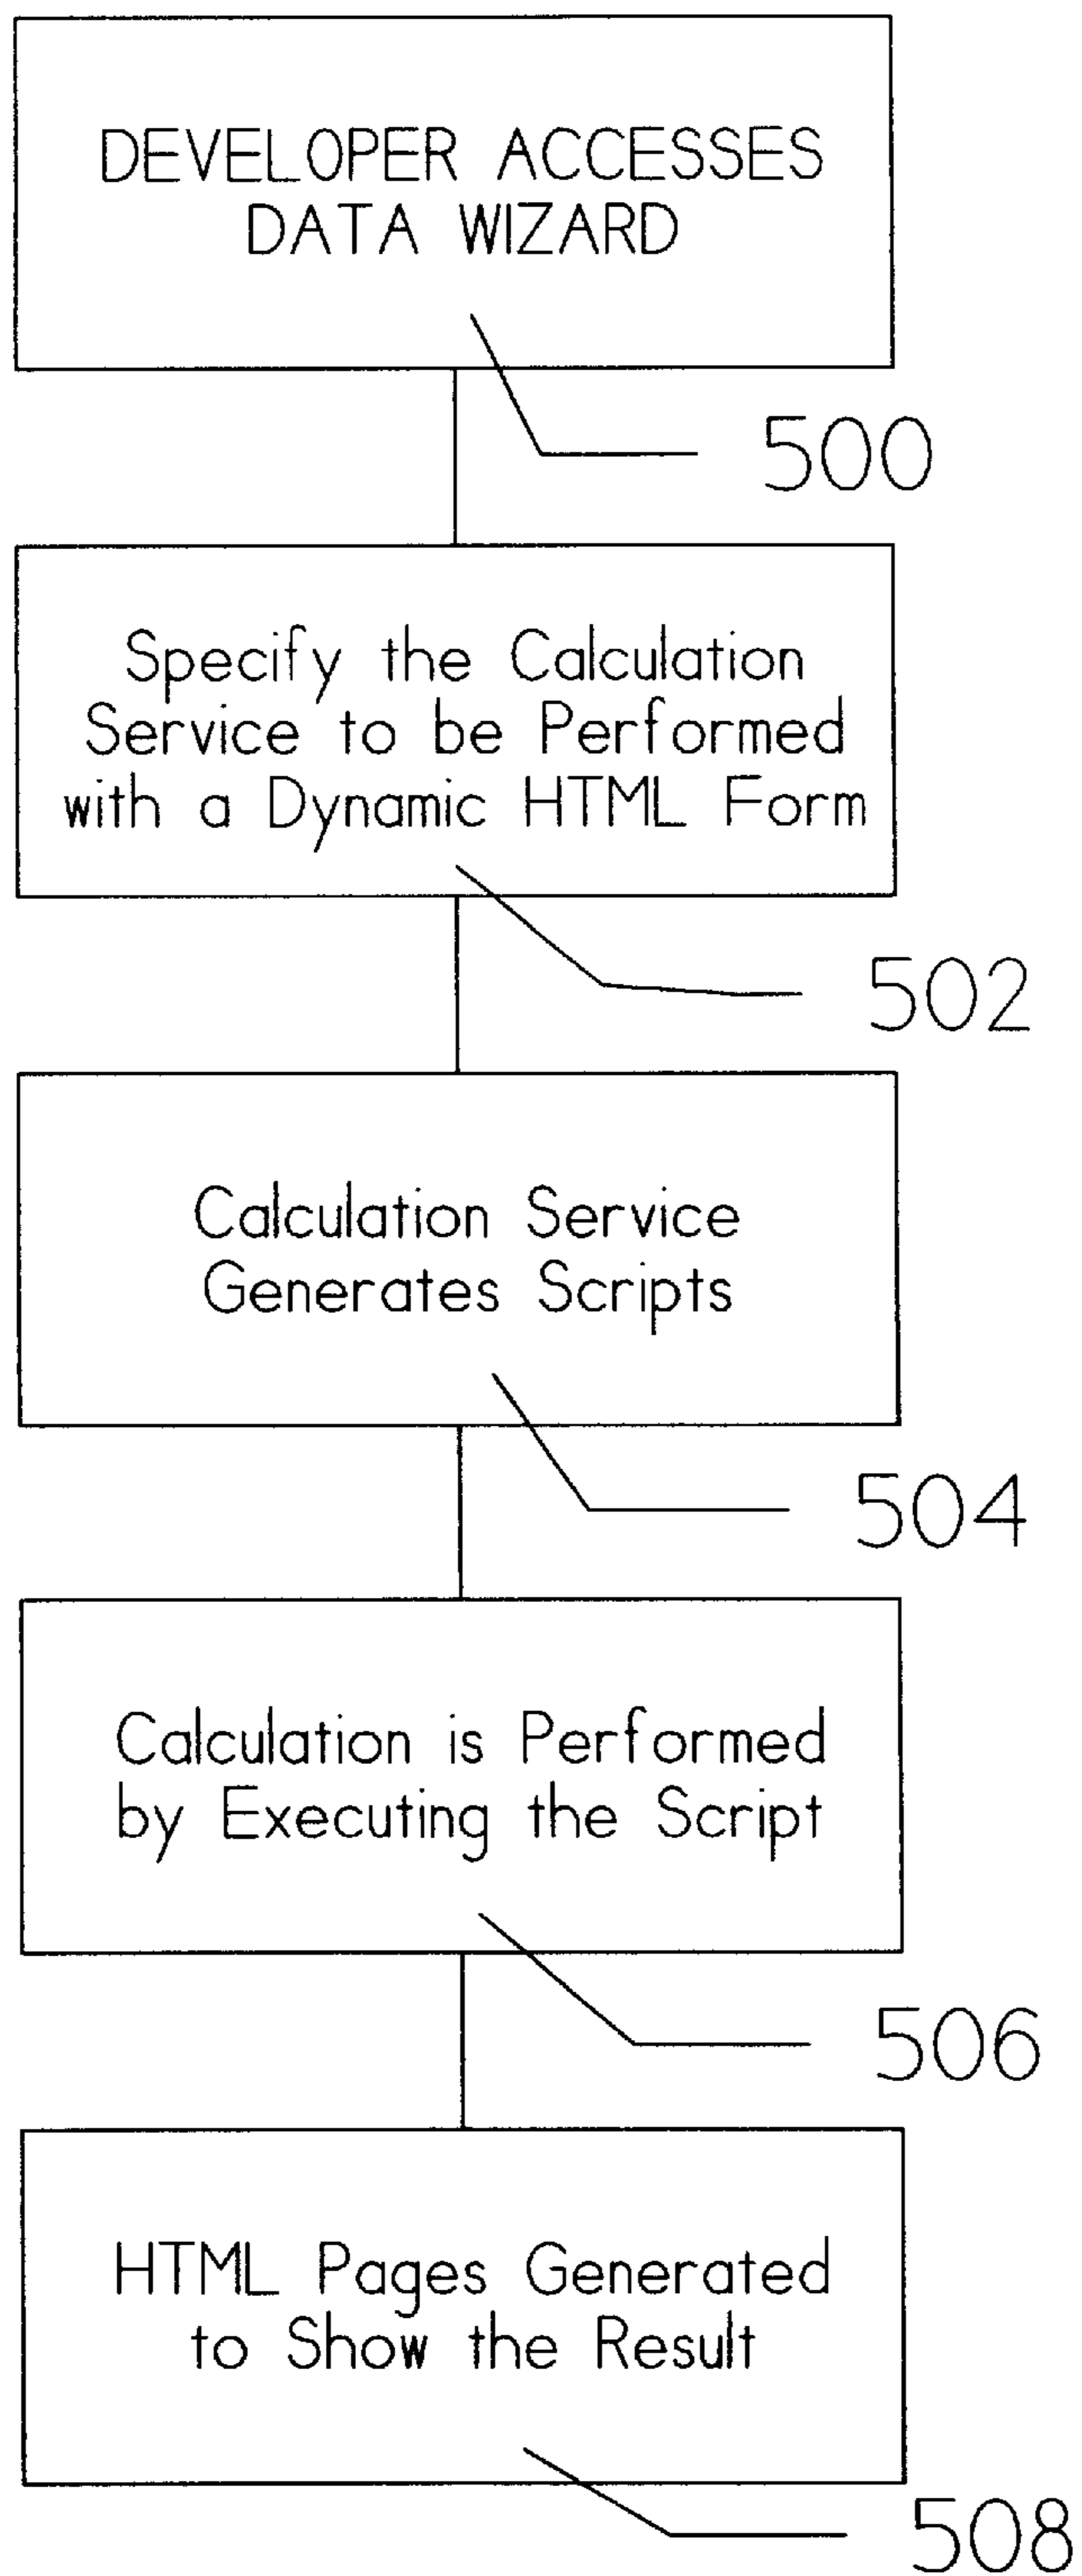 DEVELOPER ACCESSES
DATA WIZARD
500
Specify the Calculation
Service to be Performed
with a Dynamic HTML Form
502
Calculation Service
Generates Scripts
504
Calculation is Performed
by Executing the Script
506
HTML Pages Generated
to Show the Result
508